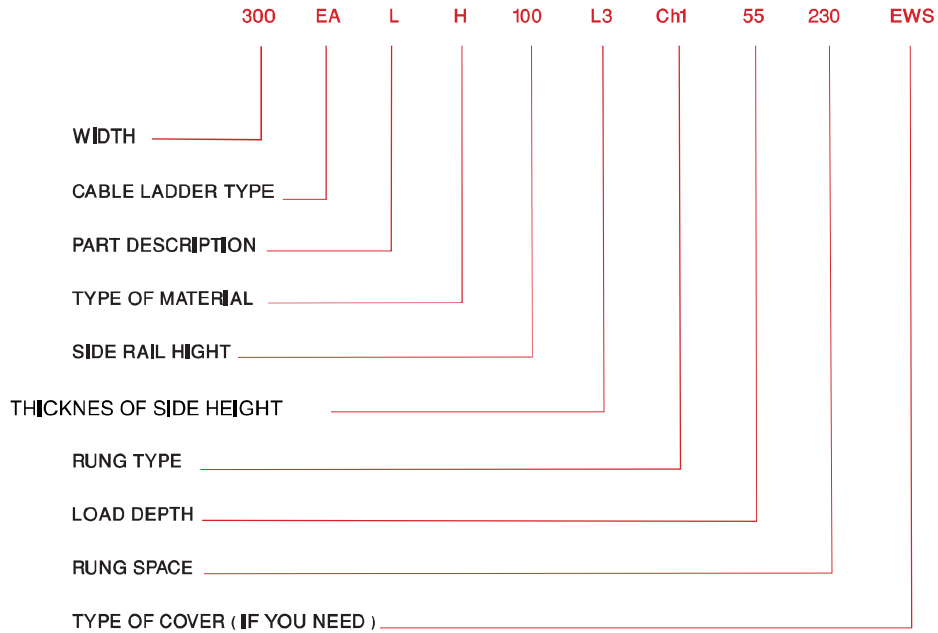 300 EA L H 100 L3 Ch1 55 230 EWS
WIDTH
CABLE LADDER TYPE
PART DESCRIPTION
TYPE OF MATERIAL
SIDE RAIL HIGHT
THICKNES OF SIDE HEIGHT
RUNG TYPE
LOAD DEPTH
RUNG SPACE
TYPE OF COVER ( IF YOU NEED )